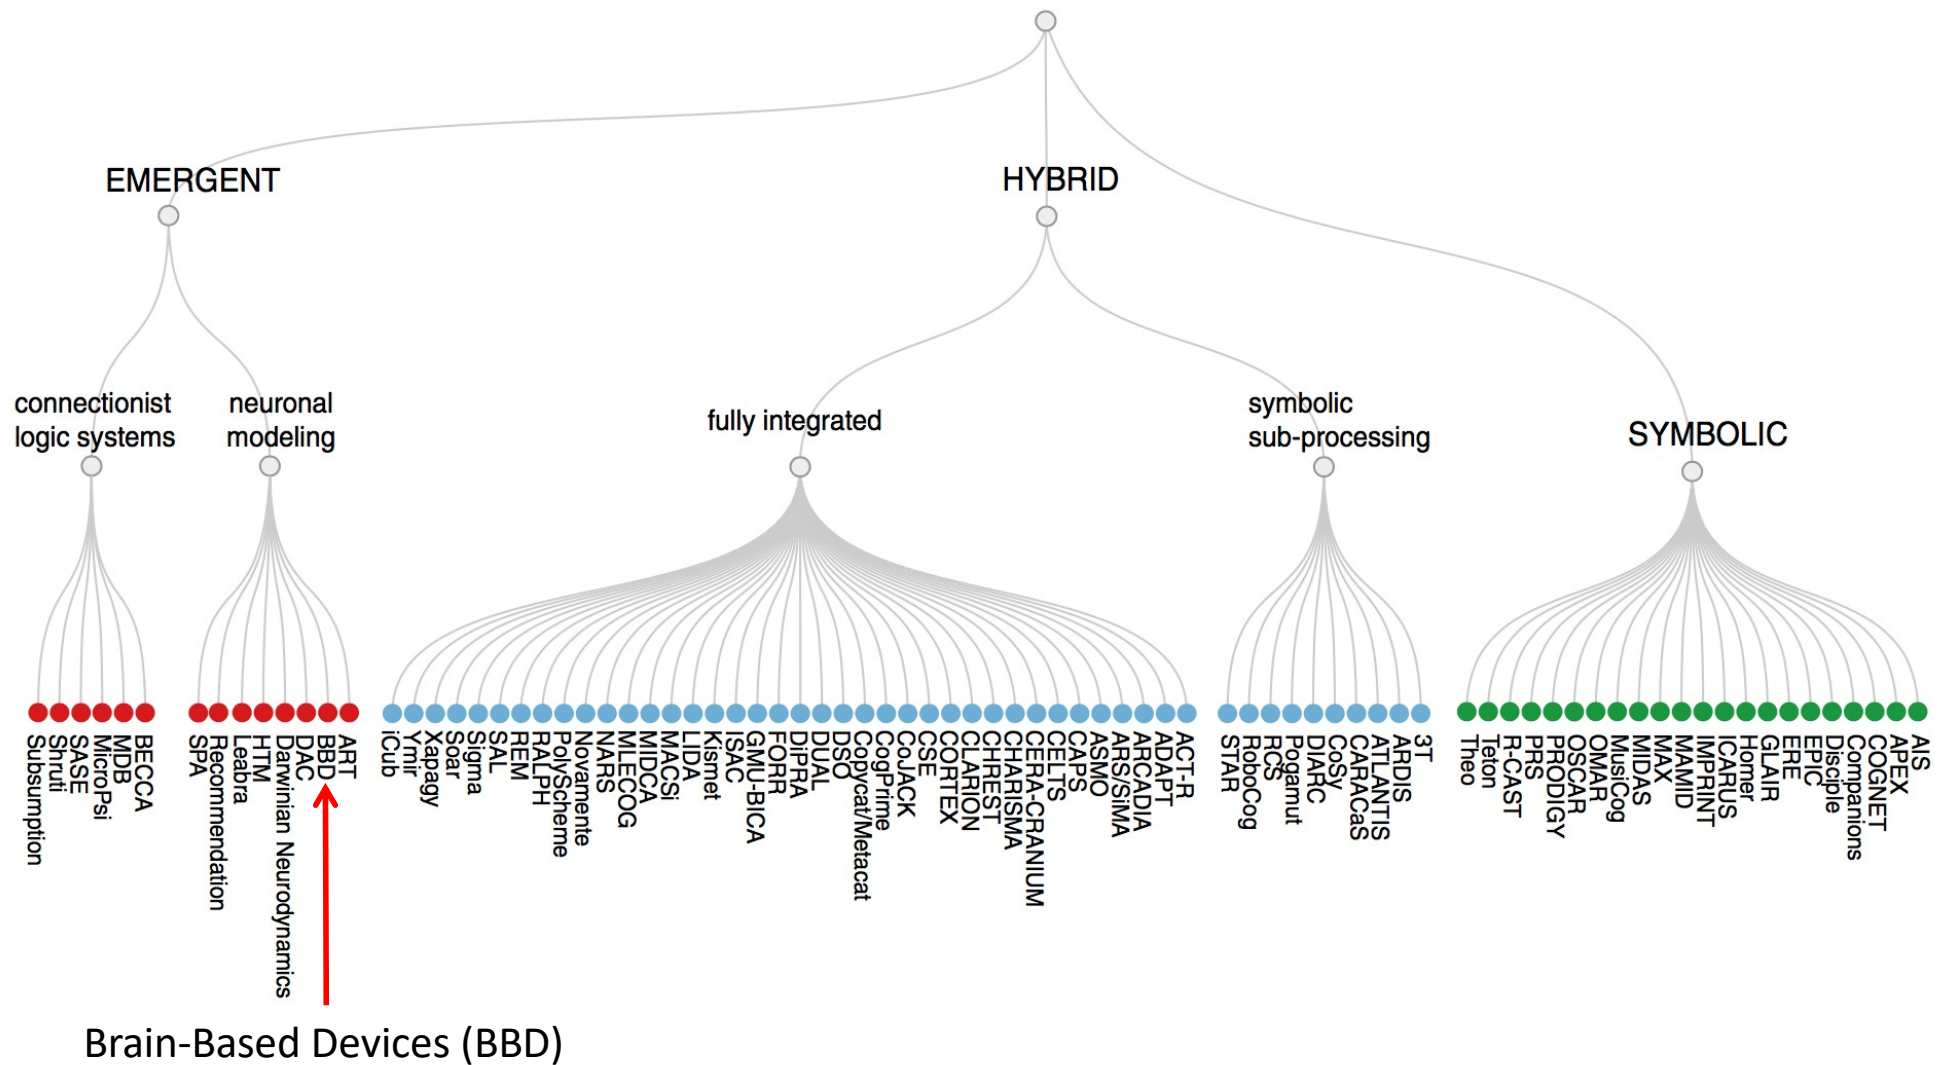 EMERGENT
HYBRID
connectionist
logic systems
neuronal
modeling
fully integrated
symbolic
sub-processing
SYMBOLIC
Subsumption
Shruti
SASE
MicroPsi
MDB
BECCA
SPA
Recommendation
Leabra
HTM
Darwinian Neurodynamics
DAC
BBD
ART
iCub
Ymir
Xapagy
Soar
Sigma
SAL
REM
RALPH
PolyScheme
Novamente
NARS
MLECOG
MIDCA
MACSi
LIDA
Kismet
ISAC
GMU-BICA
FORR
DiPRA
DUAL
DSO
Copycat/Metacat
CogPrime
CoJACK
CSE
CORTEX
CLARION
CHREST
CHARISMA
CERA-CRANIUM
CELTS
CAPS
ASMO
ARS/SiMA
ARCADIA
ADAPT
ACT-R
STAR
RoboCog
RCS
Pogamut
DIARC
CoSy
CARACaS
ATLANTIS
ARDIS
3T
Theo
Teton
R-CAST
PRS
PRODIGY
OSCAR
OMAR
MusiCog
MIDAS
MAX
MAMID
IMPRINT
ICARUS
Homer
GLAIR
ERE
EPIC
Disciple
Companions
COGNET
APEX
AIS
Brain-Based Devices (BBD)